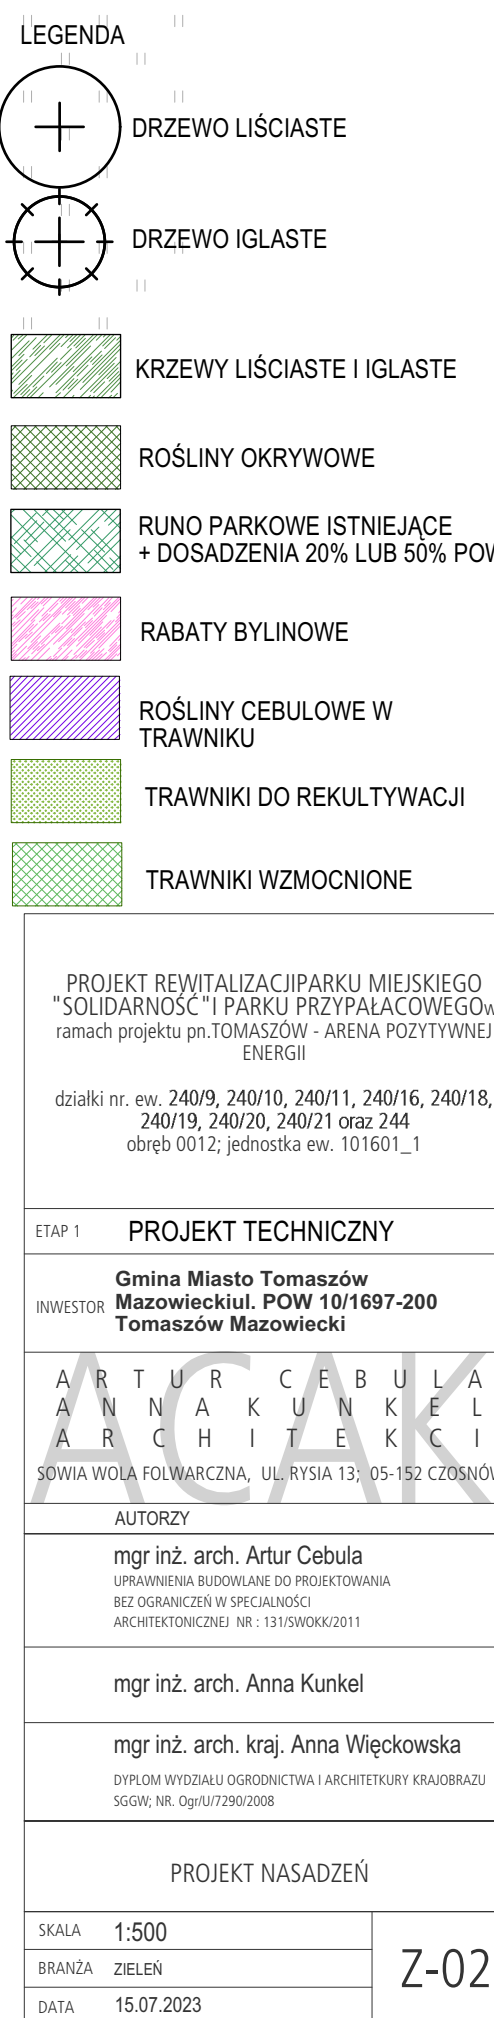 LEGENDA
DRZEWO LIŚCIASTE
DRZEWO IGLASTE
KRZEWY LIŚCIASTE I IGLASTE
ROŚLINY OKRYWOWE
RUNO PARKOWE ISTNIEJĄCE
+ DOSADZENIA 20% LUB 50% POW
RABATY BYLINOWE
ROŚLINY CEBULOWE W
TRAWNIKU
TRAWNIKI DO REKULTYWACJI
TRAWNIKI WZMOCNIONE
PROJEKT REWITALIZACJIPARKU MIEJSKIEGO
"SOLIDARNOŚĆ"I PARKU PRZYPAŁACOWEGOw
ramach projektu pn.TOMASZÓW - ARENA POZYTYWNEJ
ENERGII
działki nr. ew. 240/9, 240/10, 240/11, 240/16, 240/18,
240/19, 240/20, 240/21 oraz 244
obręb 0012; jednostka ew. 101601_1
ETAP 1 PROJEKT TECHNICZNY
INWESTOR Gmina Miasto Tomaszów
Mazowieckiul. POW 10/1697-200
Tomaszów Mazowiecki
ACAK
ARTUR CEBULA
ANNA KUNKEL
ARCHITEKCI
SOWIA WOLA FOLWARCZNA, UL. RYSIA 13; 05-152 CZOSNÓW
AUTORZY
mgr inż. arch. Artur Cebula
UPRAWNIENIA BUDOWLANE DO PROJEKTOWANIA
BEZ OGRANICZEŃ W SPECJALNOŚCI
ARCHITEKTONICZNEJ NR : 131/SWOKK/2011
mgr inż. arch. Anna Kunkel
mgr inż. arch. kraj. Anna Więckowska
DYPLOM WYDZIAŁU OGRODNICTWA I ARCHITETKURY KRAJOBRAZU
SGGW; NR. Ogr/U/7290/2008
PROJEKT NASADZEŃ
SKALA 1:500
BRANŻA ZIELEŃ
DATA 15.07.2023
Z-02